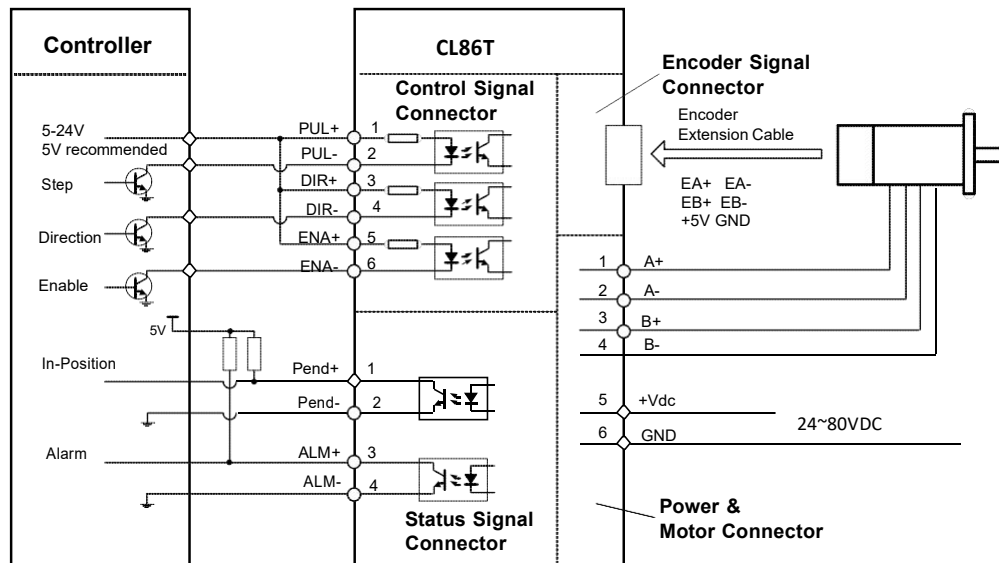 Controller
CL86T
Control Signal
Connector
Encoder Signal
Connector
Encoder
Extension Cable
EA+ EA-
EB+ EB-
+5V GND
5-24V
5V recommended
Step
Direction
Enable
PUL+ 1
PUL- 2
DIR+ 3
DIR- 4
ENA+ 5
ENA- 6
5V
In-Position
Alarm
Pend+ 1
Pend- 2
ALM+ 3
ALM- 4
Status Signal
Connector
1 A+
2 A-
3 B+
4 B-
5 +Vdc
6 GND
24~80VDC
Power &
Motor Connector